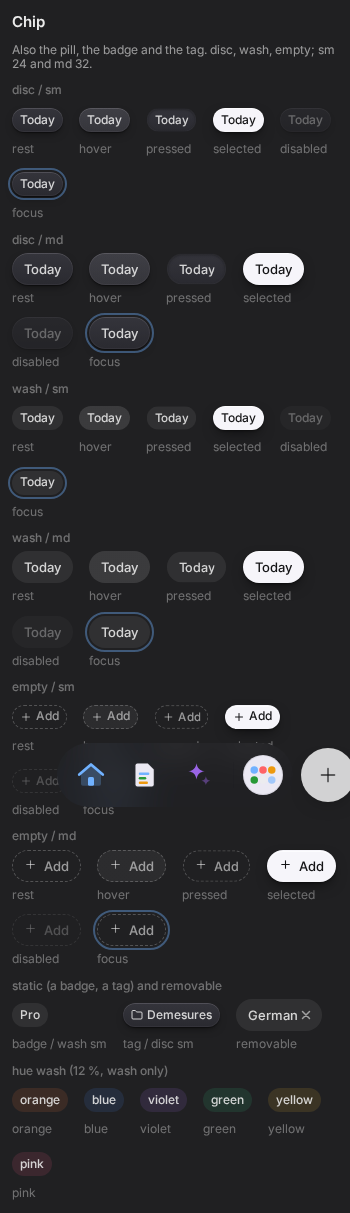 Chip
Also the pill, the badge and the tag. disc, wash, empty; sm
24 and md 32.
disc / sm
Today Today Today Today Today
rest hover pressed selected disabled
Today
focus
disc / md
Today Today Today Today
rest hover pressed selected
Today Today
disabled focus
wash / sm
Today Today Today Today Today
rest hover pressed selected disabled
Today
focus
wash / md
Today Today Today Today
rest hover pressed selected
Today Today
disabled focus
empty / sm
+ Add + Add + Add + Add
rest
+ Add
disabled focus
empty / md
+ Add + Add + Add + Add
rest hover pressed selected
+ Add + Add
disabled focus
static (a badge, a tag) and removable
Pro Demesures German
badge / wash sm tag / disc sm removable
hue wash (12 %, wash only)
orange blue violet green yellow
orange blue violet green yellow
pink
pink